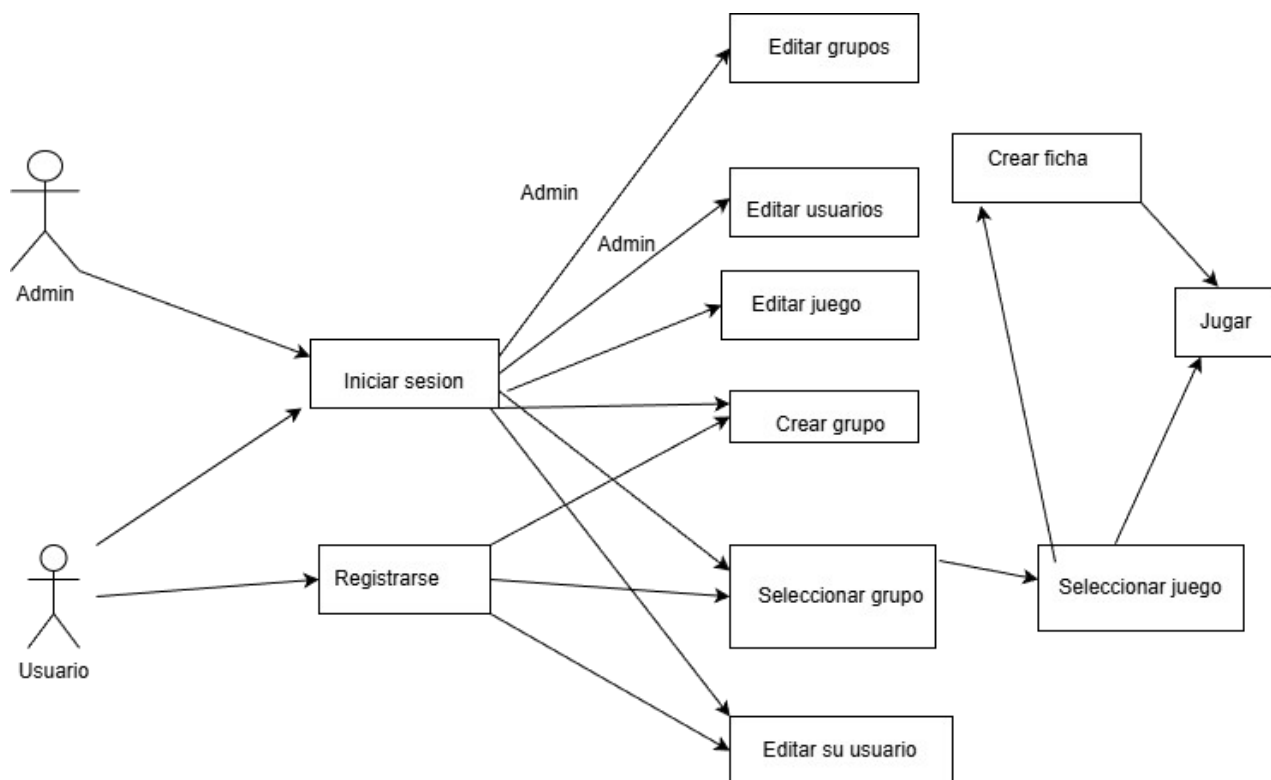 Editar grupos
Crear ficha
Admin
Editar usuarios
Admin
Admin
Editar juego
Jugar
Iniciar sesion
Crear grupo
Registrarse
Seleccionar grupo
Seleccionar juego
Usuario
Editar su usuario